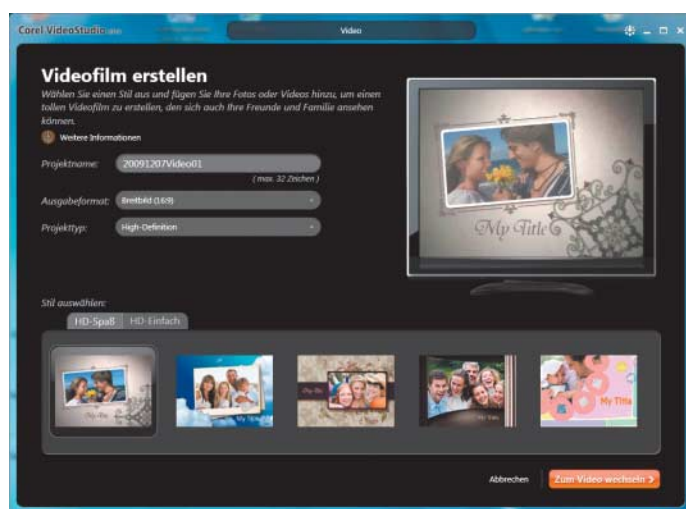 Corel VideoStudio
Video
Videofilm erstellen
Wählen Sie einen Stil aus und fügen Sie Ihre Fotos oder Videos hinzu, um einen
tollen Videofilm zu erstellen, den sich auch Ihre Freunde und Familie ansehen
können.
Weitere Informationen
Projektname: 20091207Video01
( max. 32 Zeichen )
Ausgabeformat: Breitbild (16:9)
Projekttyp: High-Definition
My Title
Stil auswählen:
HD-Spaß HD-Einfach
My Title
My Title
My Title
Abbrechen Zum Video wechseln >